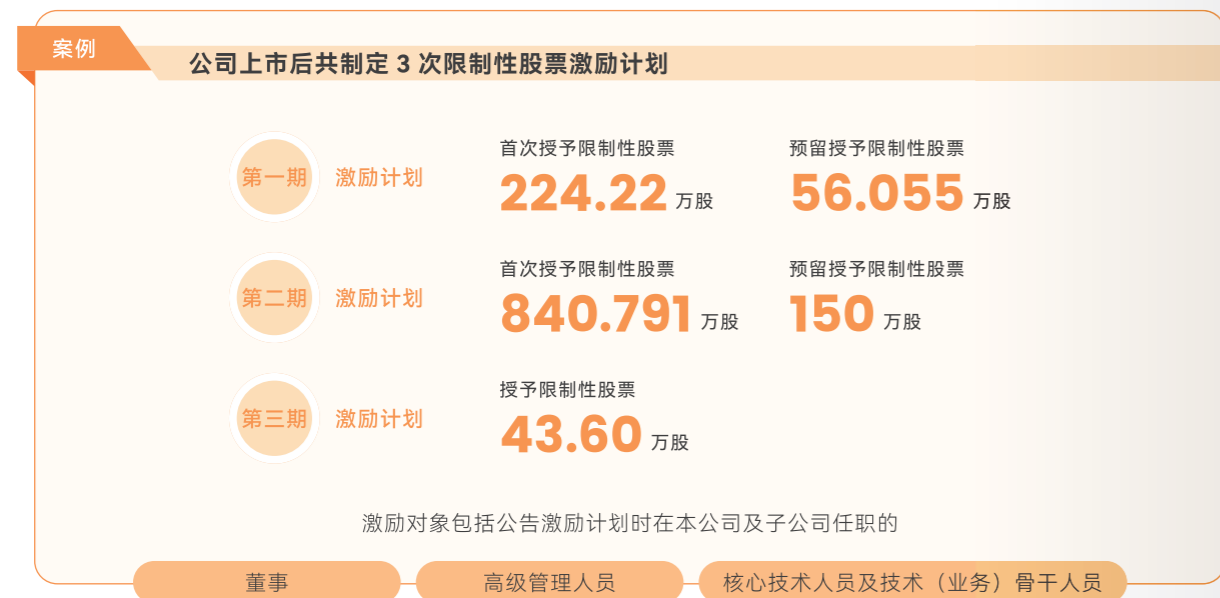 案例
公司上市后共制定 3 次限制性股票激励计划
第一期 激励计划
首次授予限制性股票 预留授予限制性股票
224.22 万股 56.055 万股
第二期 激励计划
首次授予限制性股票 预留授予限制性股票
840.791 万股 150 万股
第三期 激励计划
授予限制性股票
43.60 万股
激励对象包括公告激励计划时在本公司及子公司任职的
董事 高级管理人员 核心技术人员及技术（业务）骨干人员